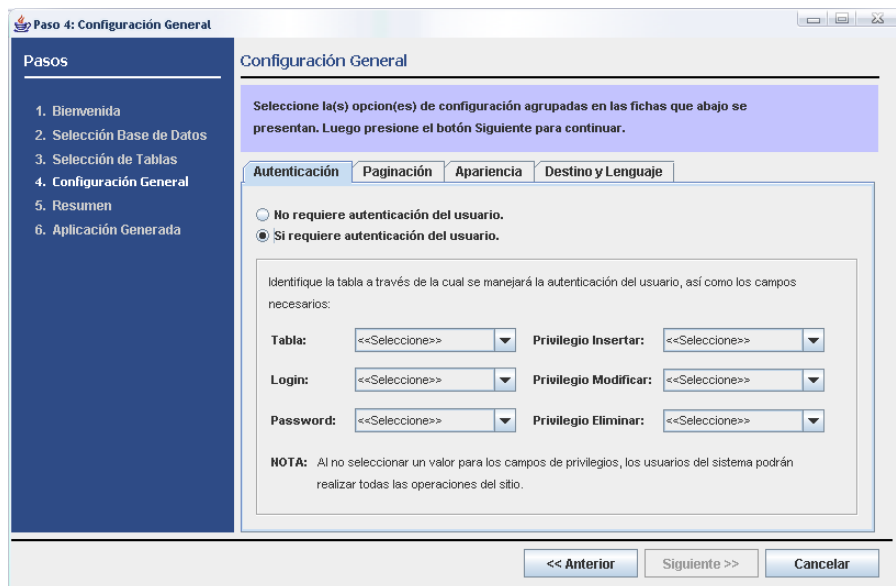 Paso 4: Configuración General
Pasos
1. Bienvenida
2. Selección Base de Datos
3. Selección de Tablas
4. Configuración General
5. Resumen
6. Aplicación Generada
Configuración General
Seleccione la(s) opcion(es) de configuración agrupadas en las fichas que abajo se
presentan. Luego presione el botón Siguiente para continuar.
Autenticación Paginación Apariencia Destino y Lenguaje
No requiere autenticación del usuario.
Si requiere autenticación del usuario.
Identifique la tabla a través de la cual se manejará la autenticación del usuario, así como los campos
necesarios:
Tabla: <<Seleccione>> Privilegio Insertar: <<Seleccione>>
Login: <<Seleccione>> Privilegio Modificar: <<Seleccione>>
Password: <<Seleccione>> Privilegio Eliminar: <<Seleccione>>
NOTA: Al no seleccionar un valor para los campos de privilegios, los usuarios del sistema podrán
realizar todas las operaciones del sitio.
<< Anterior Siguiente >> Cancelar